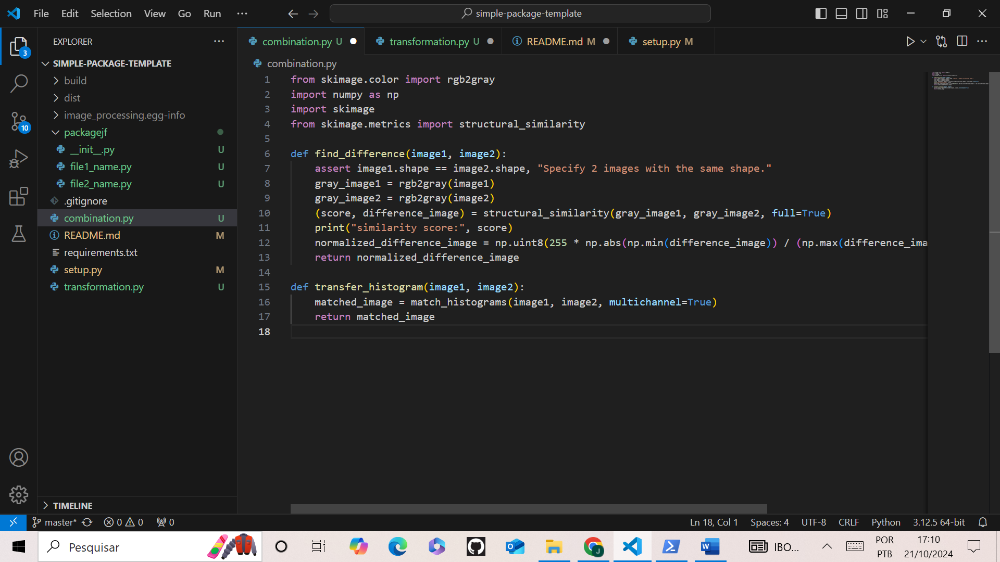 File Edit Selection View Go Run ··· simple-package-template
EXPLORER ···
combination.py U transformation.py U README.md M setup.py M
SIMPLE-PACKAGE-TEMPLATE
build
dist
image_processing.egg-info
packagejf
__init__.py U
file1_name.py U
file2_name.py U
.gitignore
combination.py U
README.md M
requirements.txt
setup.py M
transformation.py U
TIMELINE
3
10
combination.py
1 from skimage.color import rgb2gray
2 import numpy as np
3 import skimage
4 from skimage.metrics import structural_similarity
5
6 def find_difference(image1, image2):
7 assert image1.shape == image2.shape, "Specify 2 images with the same shape."
8 gray_image1 = rgb2gray(image1)
9 gray_image2 = rgb2gray(image2)
10 (score, difference_image) = structural_similarity(gray_image1, gray_image2, full=True)
11 print("similarity score:", score)
12 normalized_difference_image = np.uint8(255 * np.abs(np.min(difference_image)) / (np.max(difference_ima
13 return normalized_difference_image
14
15 def transfer_histogram(image1, image2):
16 matched_image = match_histograms(image1, image2, multichannel=True)
17 return matched_image
18
master* 0 0 0 Ln 18, Col 1 Spaces: 4 UTF-8 CRLF Python 3.12.5 64-bit
Pesquisar IBO... POR PTB 17:10 21/10/2024